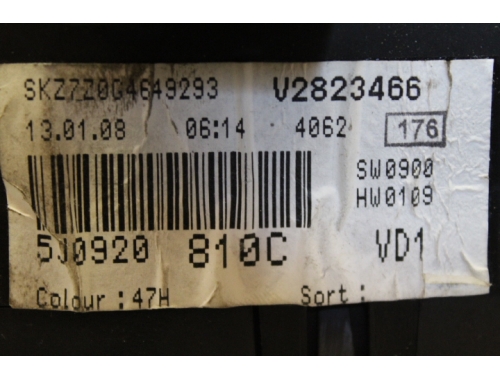 SKZ7Z0G4649293 V2823466
13.01.08 06:14 4062 176
SW0900
HW0109
5J0920 810C VD1
Colour : 47H Sort :